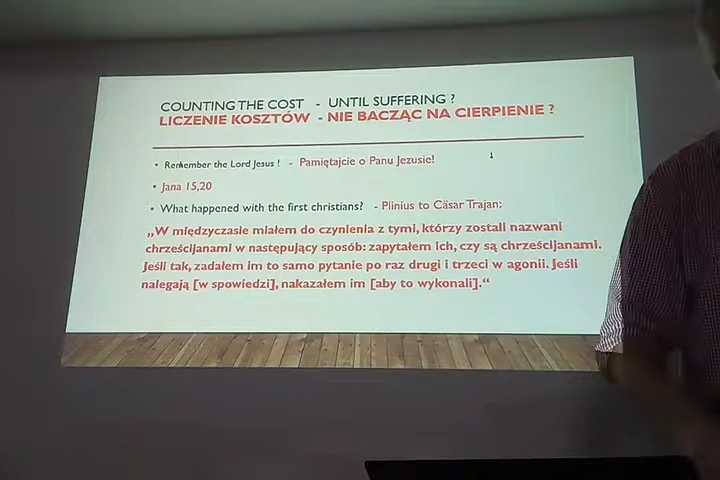 COUNTING THE COST - UNTIL SUFFERING ?
LICZENIE KOSZTÓW - NIE BACZĄC NA CIERPIENIE ?
• Remember the Lord Jesus ! - Pamiętajcie o Panu Jezusie!
• Jana 15,20
• What happened with the first christians? - Plinius to Cäsar Trajan:
„W międzyczasie miałem do czynienia z tymi, którzy zostali nazwani
chrześcijanami w następujący sposób: zapytałem ich, czy są chrześcijanami.
Jeśli tak, zadałem im to samo pytanie po raz drugi i trzeci w agonii. Jeśli
nalegają [w spowiedzi], nakazałem im [aby to wykonali].“